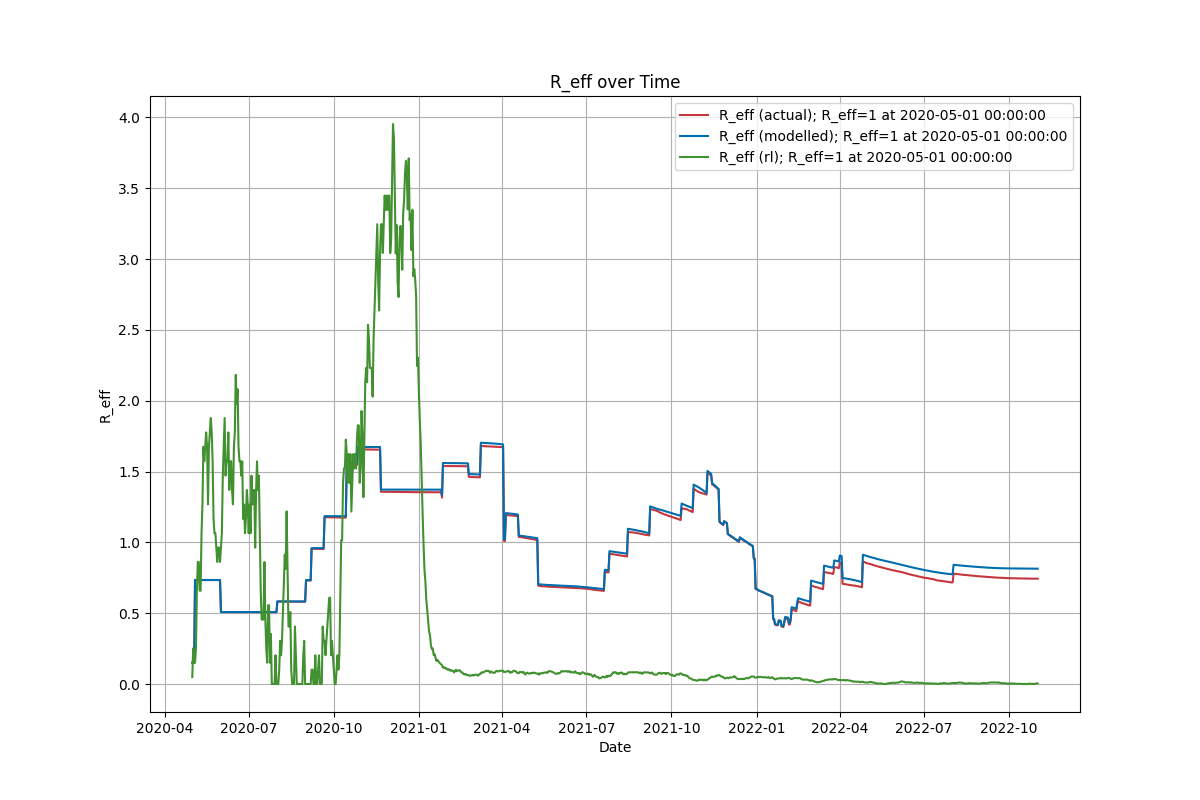 R_eff over Time
R_eff (actual); R_eff=1 at 2020-05-01 00:00:00
R_eff (modelled); R_eff=1 at 2020-05-01 00:00:00
R_eff (rl); R_eff=1 at 2020-05-01 00:00:00
4.0
3.5
3.0
2.5
2.0
1.5
1.0
0.5
0.0
R_eff
2020-04 2020-07 2020-10 2021-01 2021-04 2021-07 2021-10 2022-01 2022-04 2022-07 2022-10
Date